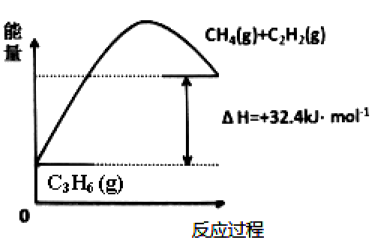 能量
CH₄(g)+C₂H₂(g)
ΔH=+32.4kJ· mol⁻¹
C₃H₆ (g)
0
反应过程